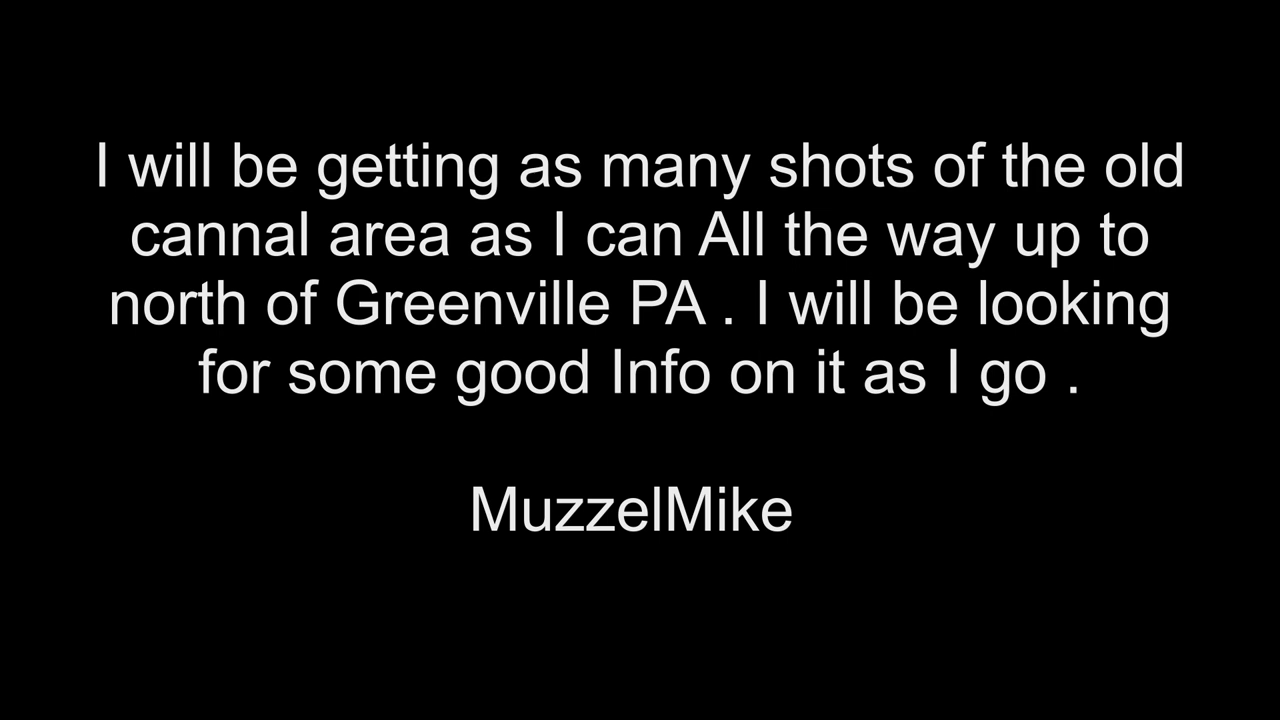 I will be getting as many shots of the old
cannal area as I can All the way up to
north of Greenville PA . I will be looking
for some good Info on it as I go .
MuzzelMike